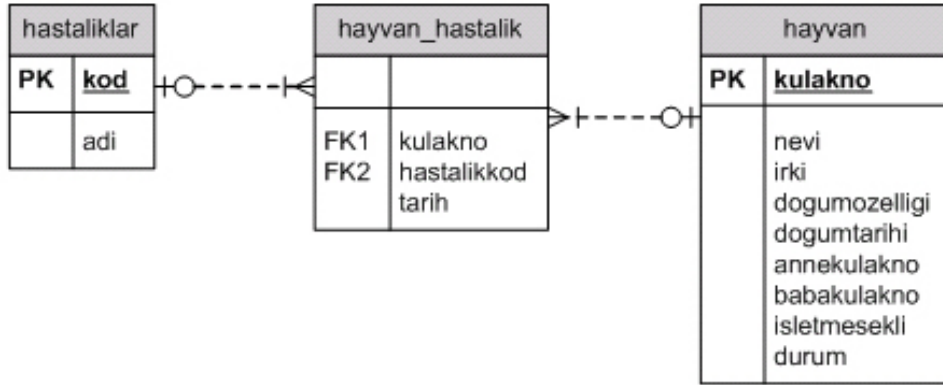 hastaliklar
PK kod
adi
hayvan_hastalik
FK1 kulakno
FK2 hastalikkod
tarih
hayvan
PK kulakno
nevi
irki
dogumozelligi
dogumtarihi
annekulakno
babakulakno
isletmesekli
durum